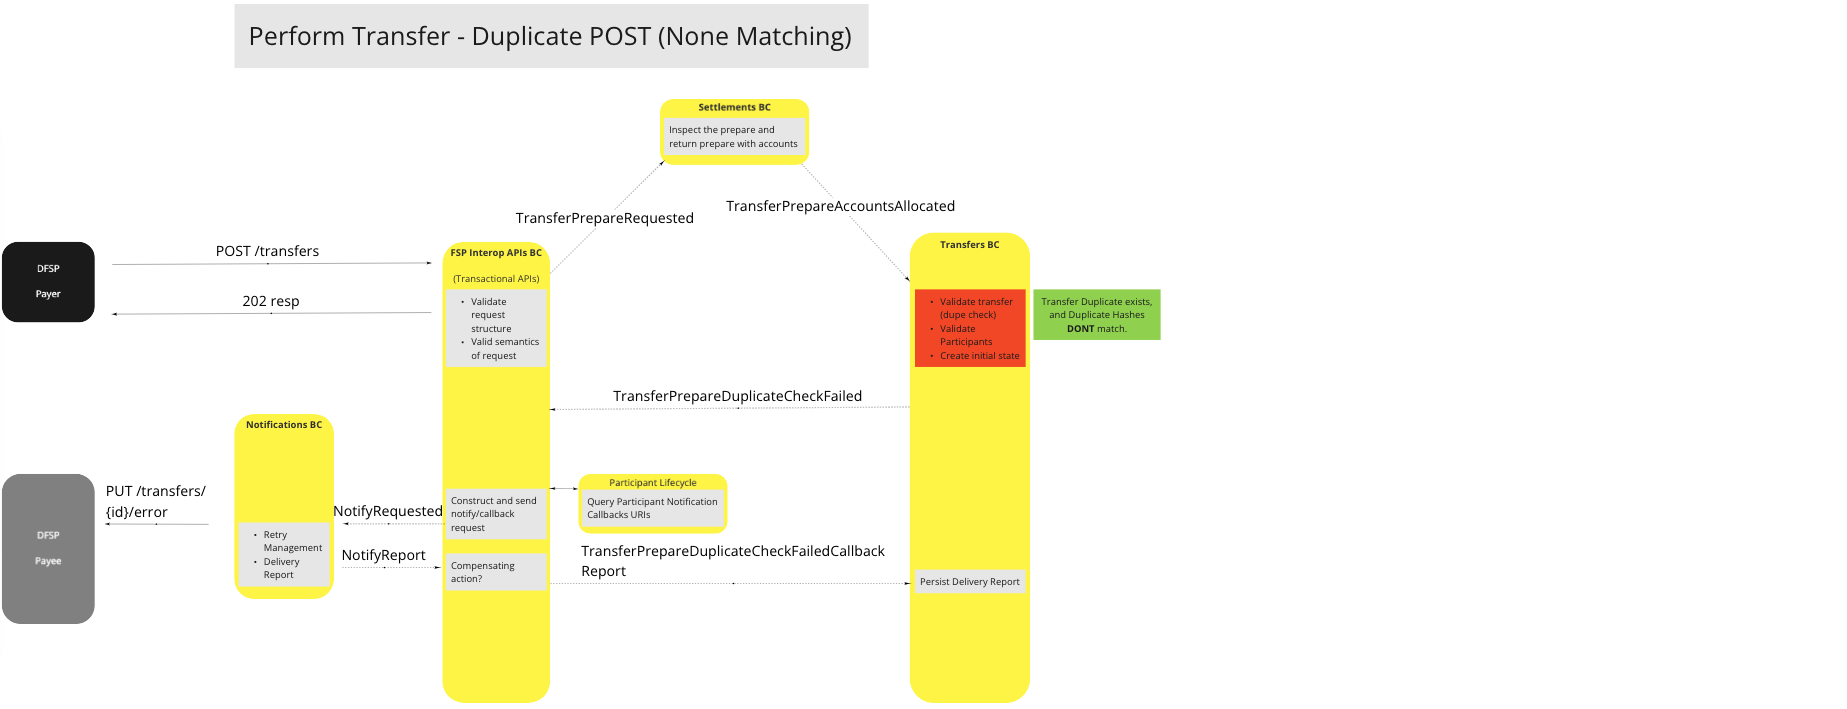 Perform Transfer - Duplicate POST (None Matching)
Settlements BC
Inspect the prepare and
return prepare with accounts
TransferPrepareRequested
TransferPrepareAccountsAllocated
DFSP
Payer
POST /transfers
202 resp
FSP Interop APIs BC
(Transactional APIs)
• Validate
request
structure
• Valid semantics
of request
Transfers BC
• Validate transfer
(dupe check)
• Validate
Participants
• Create initial state
Transfer Duplicate exists,
and Duplicate Hashes
DONT match.
TransferPrepareDuplicateCheckFailed
Notifications BC
DFSP
Payee
PUT /transfers/
{id}/error
• Retry
Management
• Delivery
Report
NotifyRequested
NotifyReport
Construct and send
notify/callback
request
Compensating
action?
Participant Lifecycle
Query Participant Notification
Callbacks URIs
TransferPrepareDuplicateCheckFailedCallback
Report
Persist Delivery Report